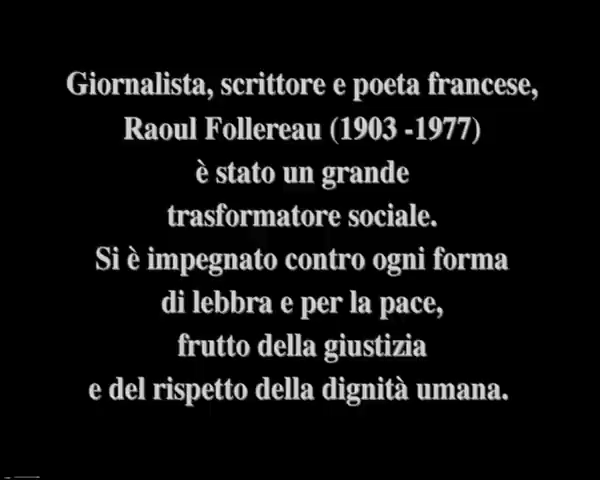 Giornalista, scrittore e poeta francese,
Raoul Follereau (1903 -1977)
è stato un grande
trasformatore sociale.
Si è impegnato contro ogni forma
di lebbra e per la pace,
frutto della giustizia
e del rispetto della dignità umana.